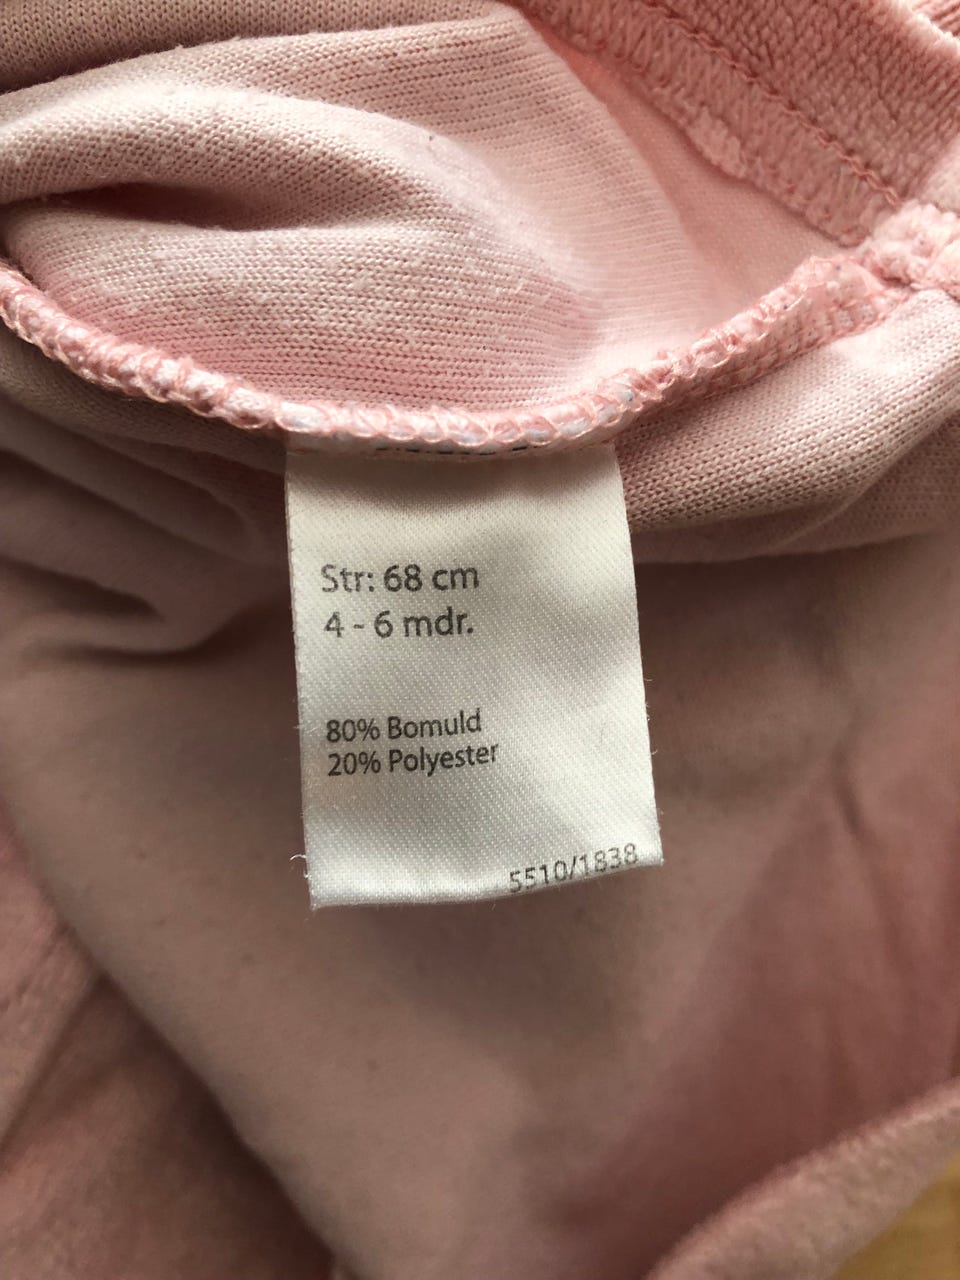 Str: 68 cm
4 - 6 mdr.
80% Bomuld
20% Polyester
5510/1838